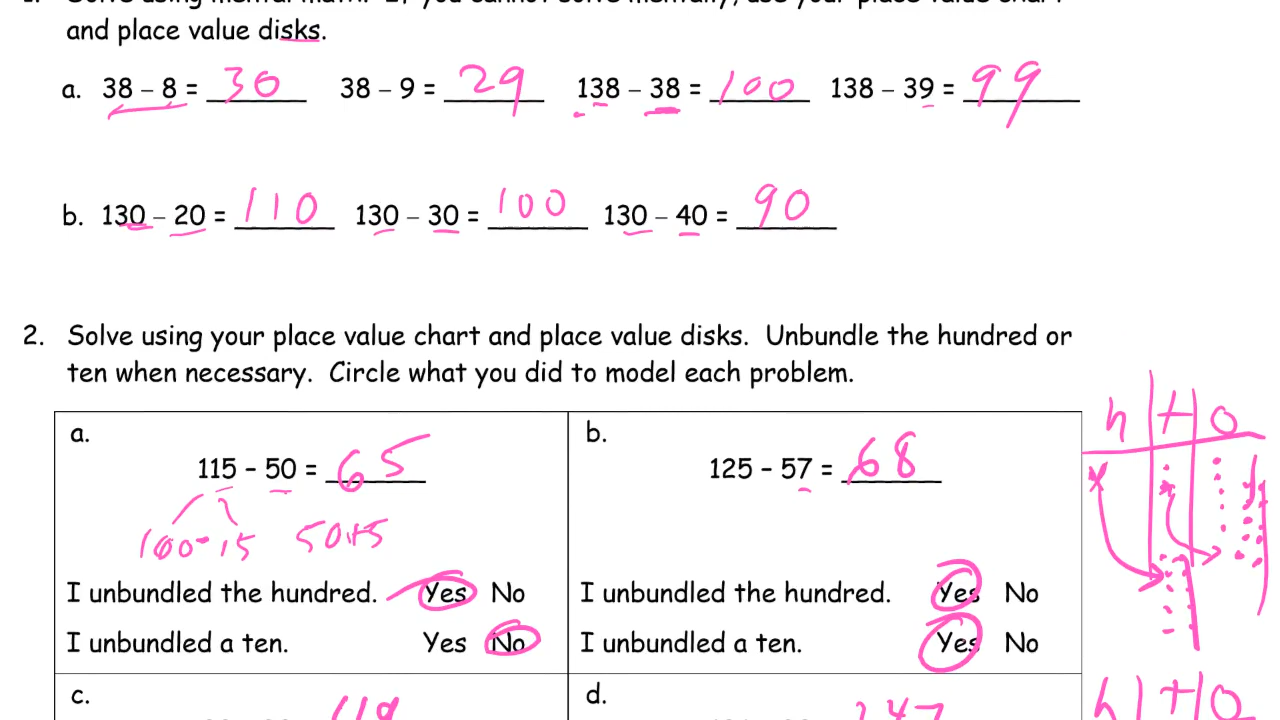 and place value disks.
a. 38 – 8 = 30 38 – 9 = 29 138 – 38 = 100 138 – 39 = 99
b. 130 – 20 = 110 130 – 30 = 100 130 – 40 = 90
2. Solve using your place value chart and place value disks. Unbundle the hundred or
ten when necessary. Circle what you did to model each problem.
h t o
a.
115 – 50 = 65
100 15 50+15
I unbundled the hundred. Yes No
I unbundled a ten. Yes No
b.
125 – 57 = 68
I unbundled the hundred. Yes No
I unbundled a ten. Yes No
c.
d.
h t o